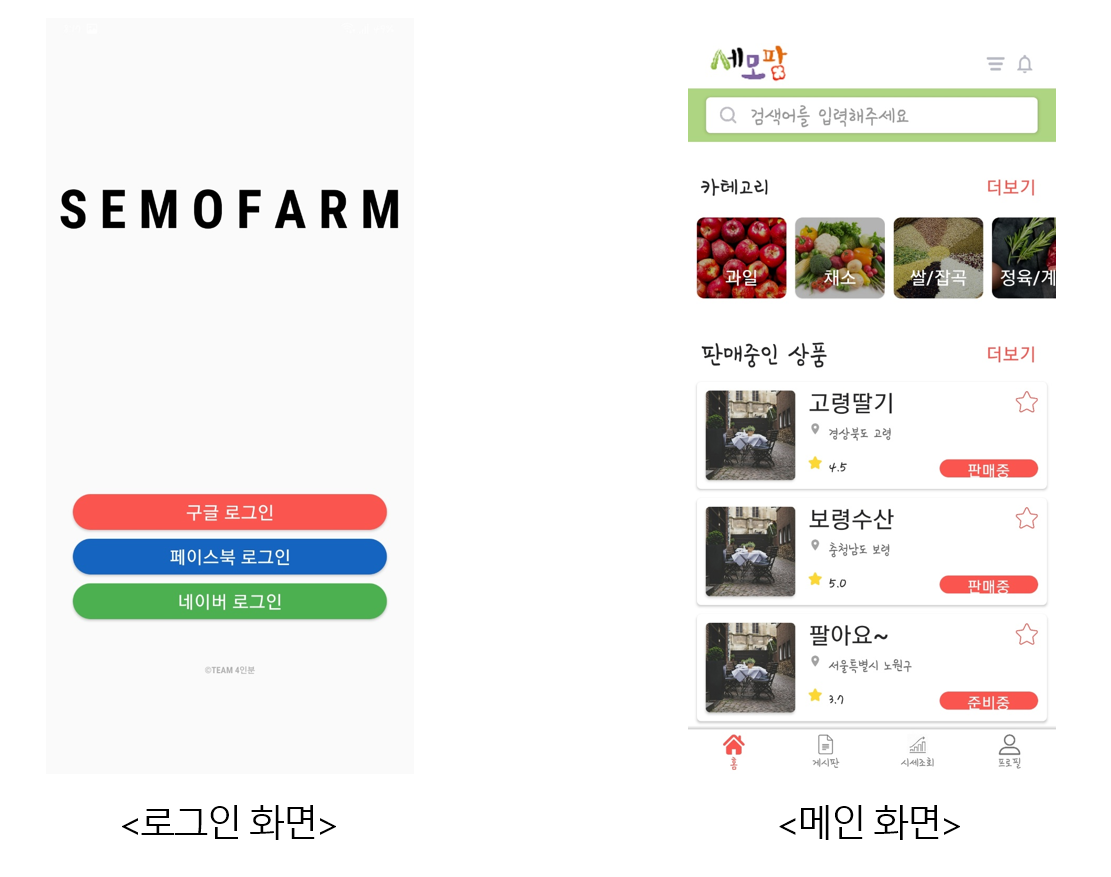 SEMOFARM
구글 로그인
페이스북 로그인
네이버 로그인
©TEAM 4인분
<로그인 화면>
세모팜
검색어를 입력해주세요
카테고리 더보기
과일 채소 쌀/잡곡 정육/계
판매중인 상품 더보기
고령딸기
경상북도 고령
4.5 판매중
보령수산
충청남도 보령
5.0 판매중
팔아요~
서울특별시 노원구
3.7 준비중
홈 게시판 시세조회 프로필
<메인 화면>